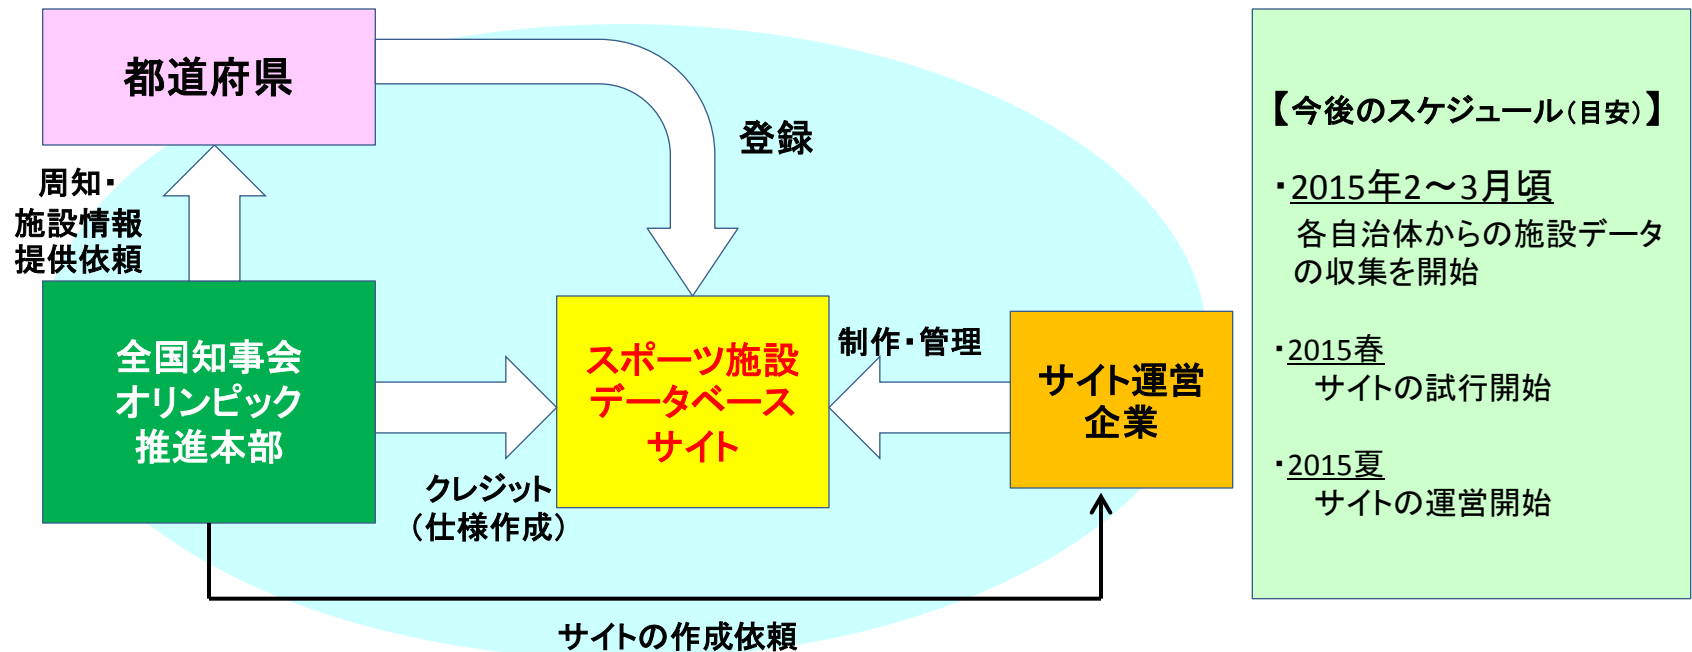 都道府県
登録
周知・
施設情報
提供依頼
全国知事会
オリンピック
推進本部
スポーツ施設
データベース
サイト
制作・管理
サイト運営
企業
クレジット
（仕様作成）
サイトの作成依頼
【今後のスケジュール（目安）】
・2015年2～3月頃
各自治体からの施設データ
の収集を開始
・2015春
サイトの試行開始
・2015夏
サイトの運営開始